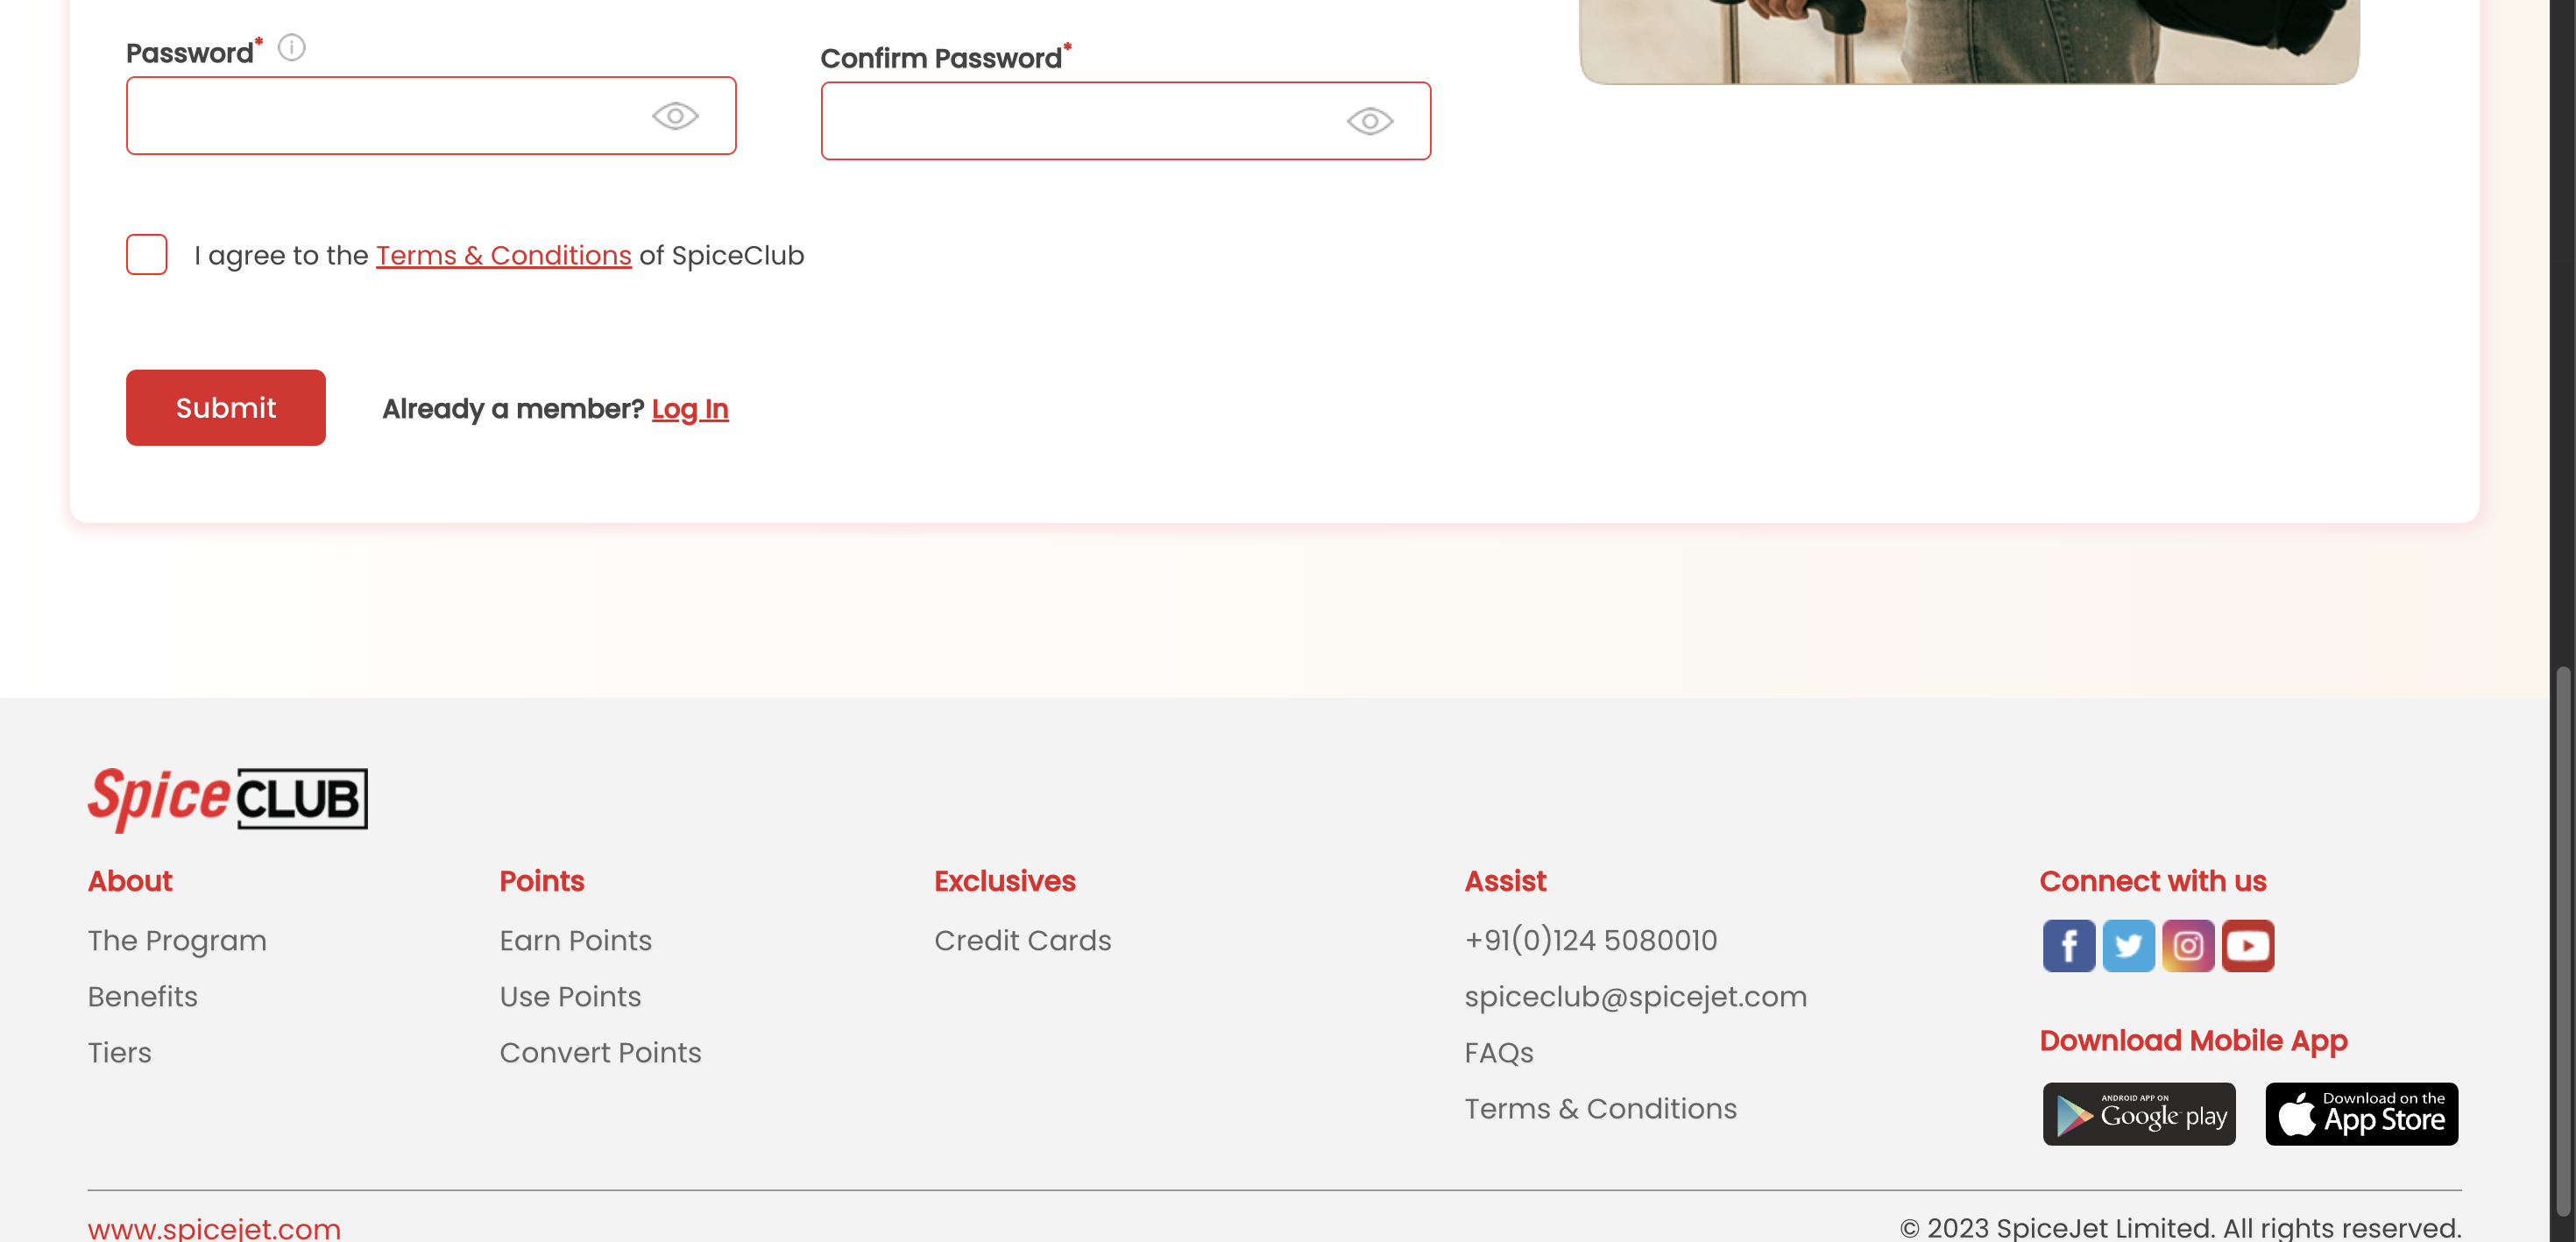 Password*
Confirm Password*
I agree to the Terms & Conditions of SpiceClub
Submit
Already a member? Log In
Spice CLUB
About
The Program
Benefits
Tiers
Points
Earn Points
Use Points
Convert Points
Exclusives
Credit Cards
Assist
+91(0)124 5080010
spiceclub@spicejet.com
FAQs
Terms & Conditions
Connect with us
Download Mobile App
ANDROID APP ON
Google play
Download on the
App Store
www.spicejet.com
© 2023 SpiceJet Limited. All rights reserved.